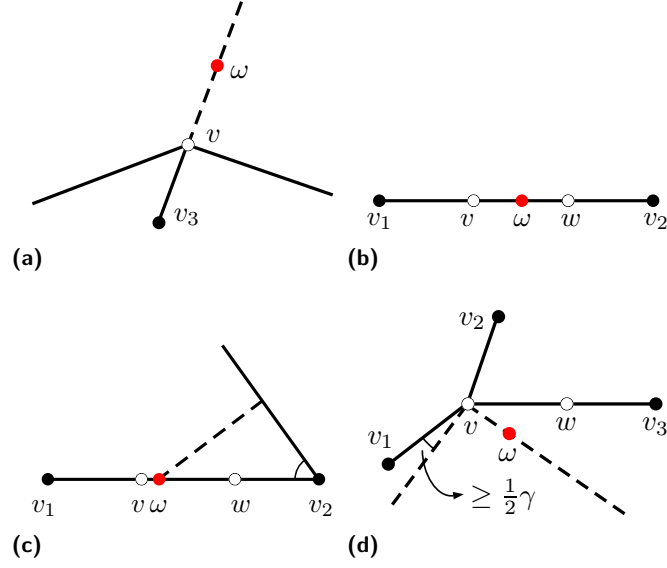 ω
v
v₃
(a)
v₁ v ω w v₂
(b)
v₁ v ω w v₂
(c)
v₂
v₁ v w v₃
ω
≥ ½γ
(d)